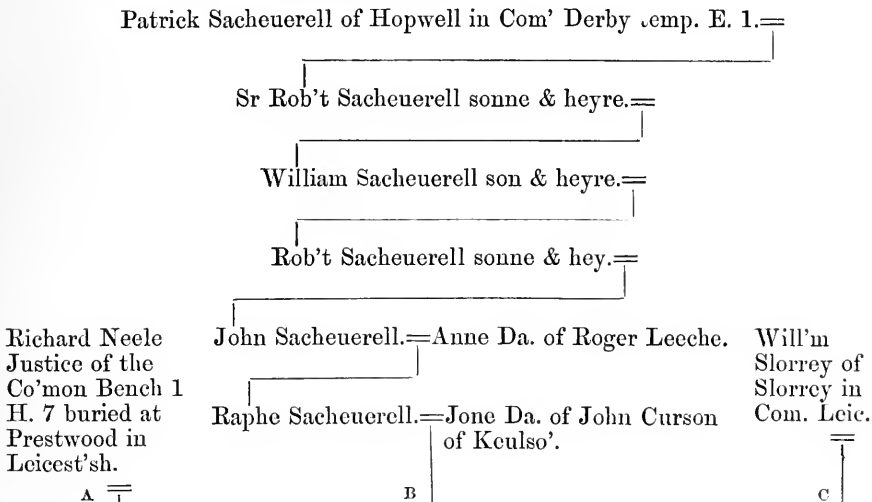 Patrick Sacheuerell of Hopwell in Com' Derby temp. E. 1.=
Sr Rob't Sacheuerell sonne & heyre.=
William Sacheuerell son & heyre.=
Rob't Sacheuerell sonne & hey.=
Richard Neele
Justice of the
Co'mon Bench 1
H. 7 buried at
Prestwood in
Leicest'sh.
=
John Sacheuerell.=Anne Da. of Roger Leeche.
Raphe Sacheuerell.=Jone Da. of John Curson
of Keulso'.
Will'm
Slorrey of
Slorrey in
Com. Leic.
=
A
B
C